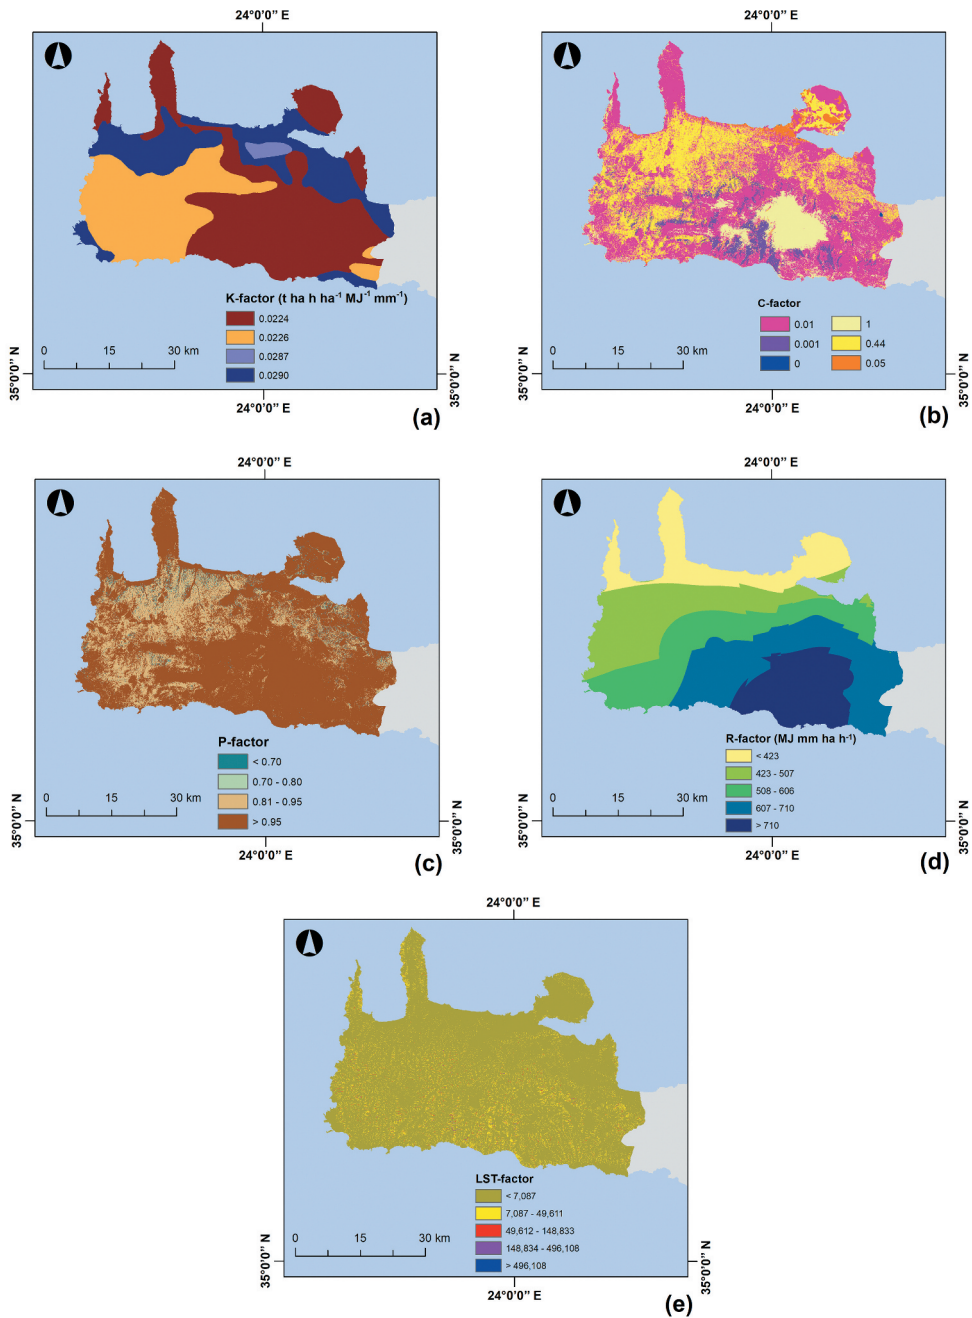 24°0'0'' E
K-factor (t ha h ha⁻¹ MJ⁻¹ mm⁻¹)
0.0224
0.0226
0.0287
0.0290
0 15 30 km
35°0'0'' N
35°0'0'' N
24°0'0'' E
(a)
24°0'0'' E
C-factor
0.01 1
0.001 0.44
0 0.05
0 15 30 km
35°0'0'' N
24°0'0'' E
(b)
24°0'0'' E
P-factor
< 0.70
0.70 - 0.80
0.81 - 0.95
> 0.95
0 15 30 km
35°0'0'' N
35°0'0'' N
24°0'0'' E
(c)
24°0'0'' E
R-factor (MJ mm ha h⁻¹)
< 423
423 - 507
508 - 606
607 - 710
> 710
0 15 30 km
35°0'0'' N
24°0'0'' E
(d)
24°0'0'' E
LST-factor
< 7,087
7,087 - 49,611
49,612 - 148,833
148,834 - 496,108
> 496,108
0 15 30 km
35°0'0'' N
35°0'0'' N
24°0'0'' E
(e)